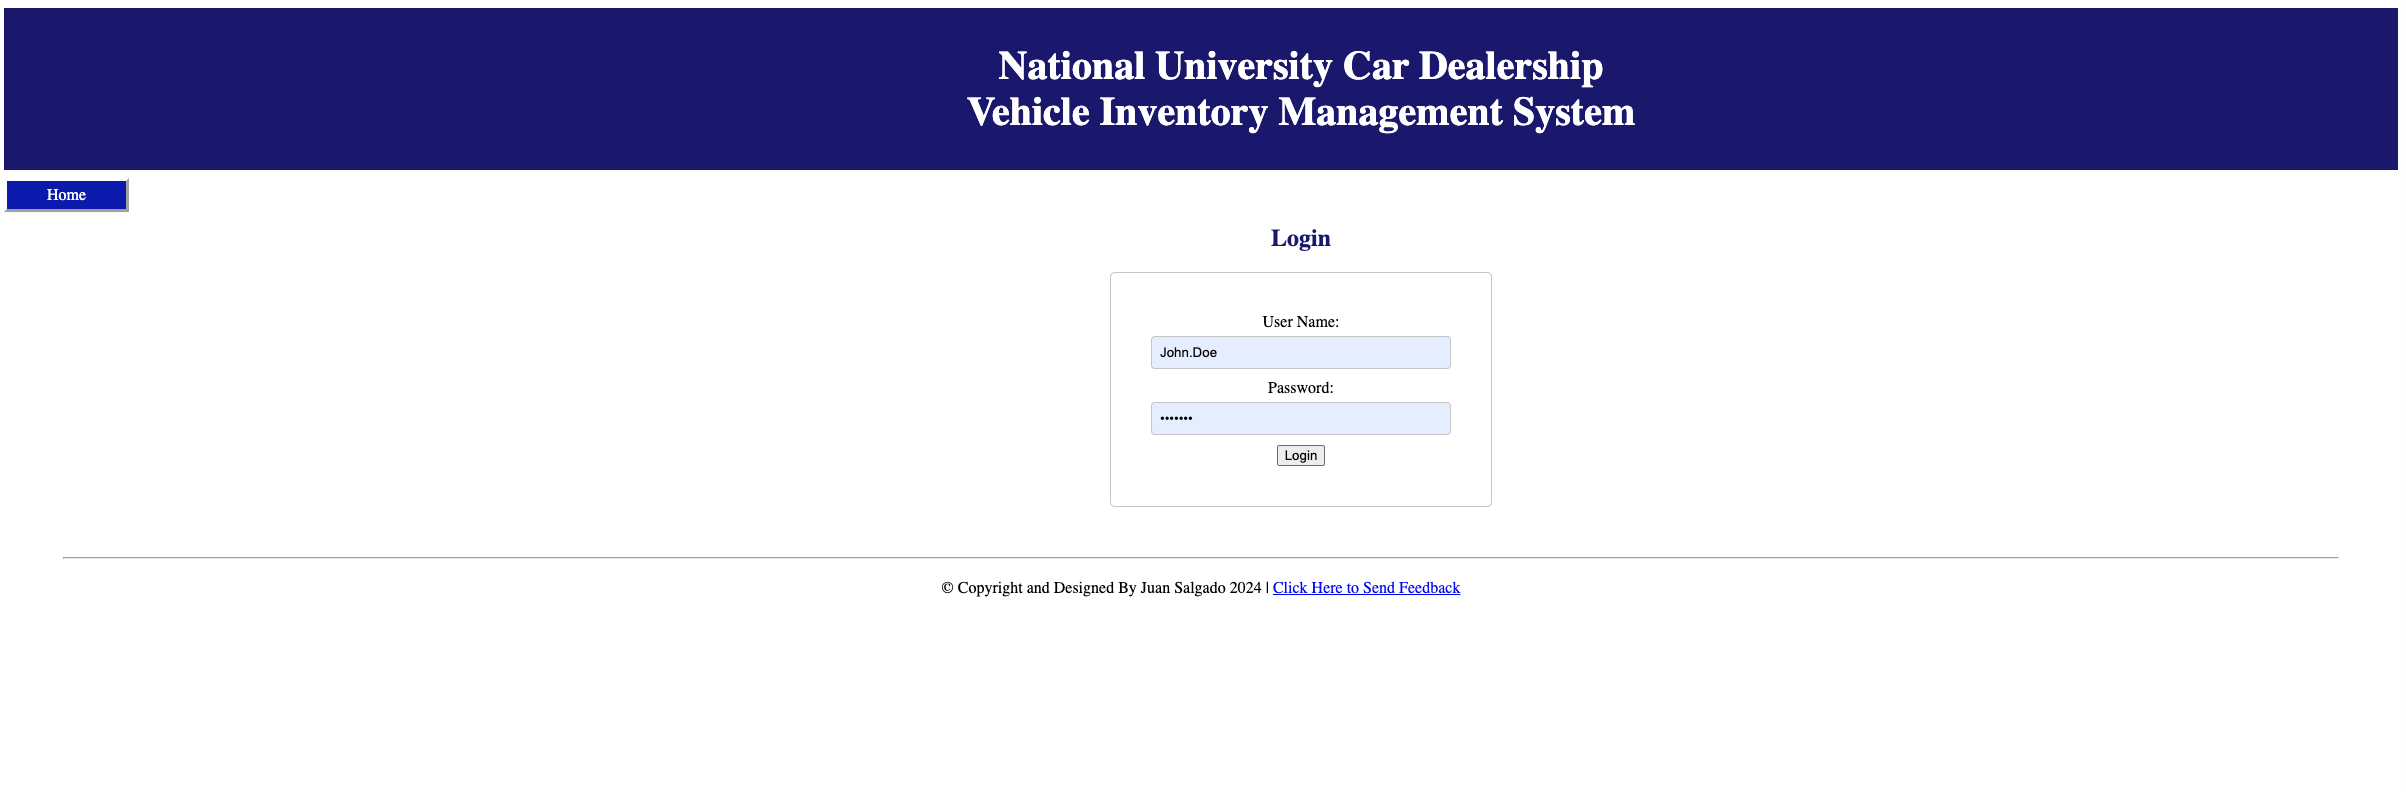 National University Car Dealership
Vehicle Inventory Management System
Home
Login
User Name:
John.Doe
Password:
•••••••
Login
© Copyright and Designed By Juan Salgado 2024 | Click Here to Send Feedback